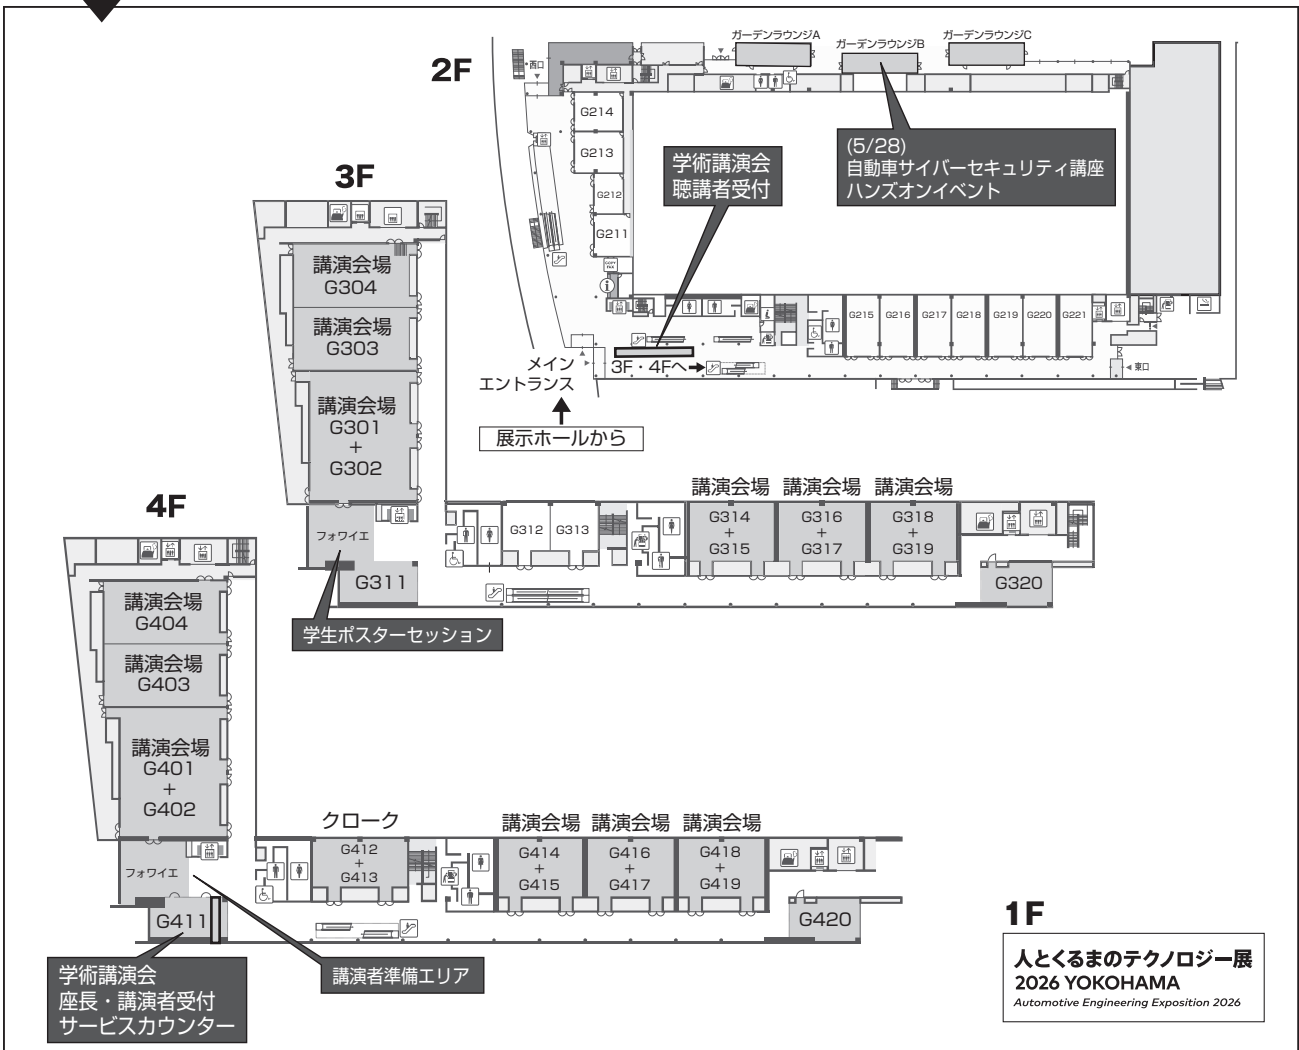 2F
ガーデンラウンジA
ガーデンラウンジB
ガーデンラウンジC
西口
G214
G213
G212
G211
学術講演会
聴講者受付
(5/28)
自動車サイバーセキュリティ講座
ハンズオンイベント
G215
G216
G217
G218
G219
G220
G221
メイン
エントランス
3F・4Fへ
東口
展示ホールから
3F
講演会場
G304
講演会場
G303
講演会場
G301
+
G302
フォワイエ
G311
学生ポスターセッション
G312
G313
講演会場
G314
+
G315
講演会場
G316
+
G317
講演会場
G318
+
G319
G320
4F
講演会場
G404
講演会場
G403
講演会場
G401
+
G402
フォワイエ
G411
学術講演会
座長・講演者受付
サービスカウンター
講演者準備エリア
クローク
G412
+
G413
講演会場
G414
+
G415
講演会場
G416
+
G417
講演会場
G418
+
G419
G420
1F
人とくるまのテクノロジー展
2026 YOKOHAMA
Automotive Engineering Exposition 2026